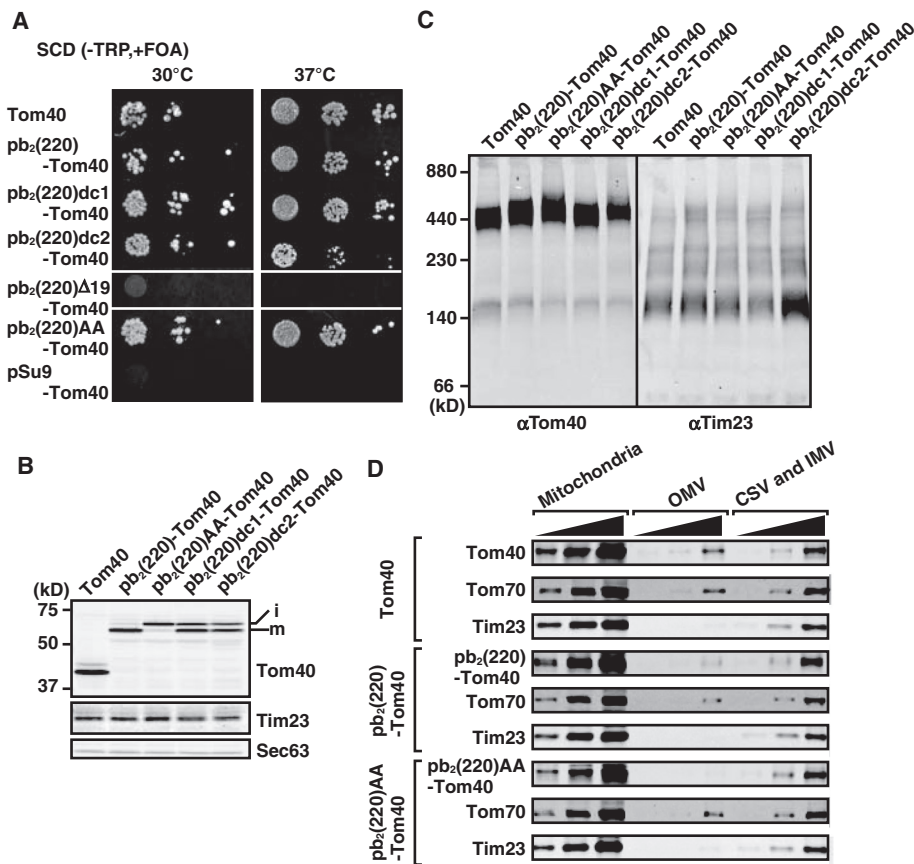 A
SCD (-TRP,+FOA)
30°C
37°C
Tom40
pb₂(220)
-Tom40
pb₂(220)dc1
-Tom40
pb₂(220)dc2
-Tom40
pb₂(220)Δ19
-Tom40
pb₂(220)AA
-Tom40
pSu9
-Tom40
B
Tom40
pb₂(220)-Tom40
pb₂(220)AA-Tom40
pb₂(220)dc1-Tom40
pb₂(220)dc2-Tom40
(kD)
75
50
37
i
m
Tom40
Tim23
Sec63
C
Tom40
pb₂(220)-Tom40
pb₂(220)AA-Tom40
pb₂(220)dc1-Tom40
pb₂(220)dc2-Tom40
Tom40
pb₂(220)-Tom40
pb₂(220)AA-Tom40
pb₂(220)dc1-Tom40
pb₂(220)dc2-Tom40
880
440
230
140
66
(kD)
αTom40
αTim23
D
Mitochondria
OMV
CSV and IMV
Tom40
Tom40
Tom70
Tim23
pb₂(220)
-Tom40
pb₂(220)
-Tom40
Tom70
Tim23
pb₂(220)AA
-Tom40
pb₂(220)AA
-Tom40
Tom70
Tim23